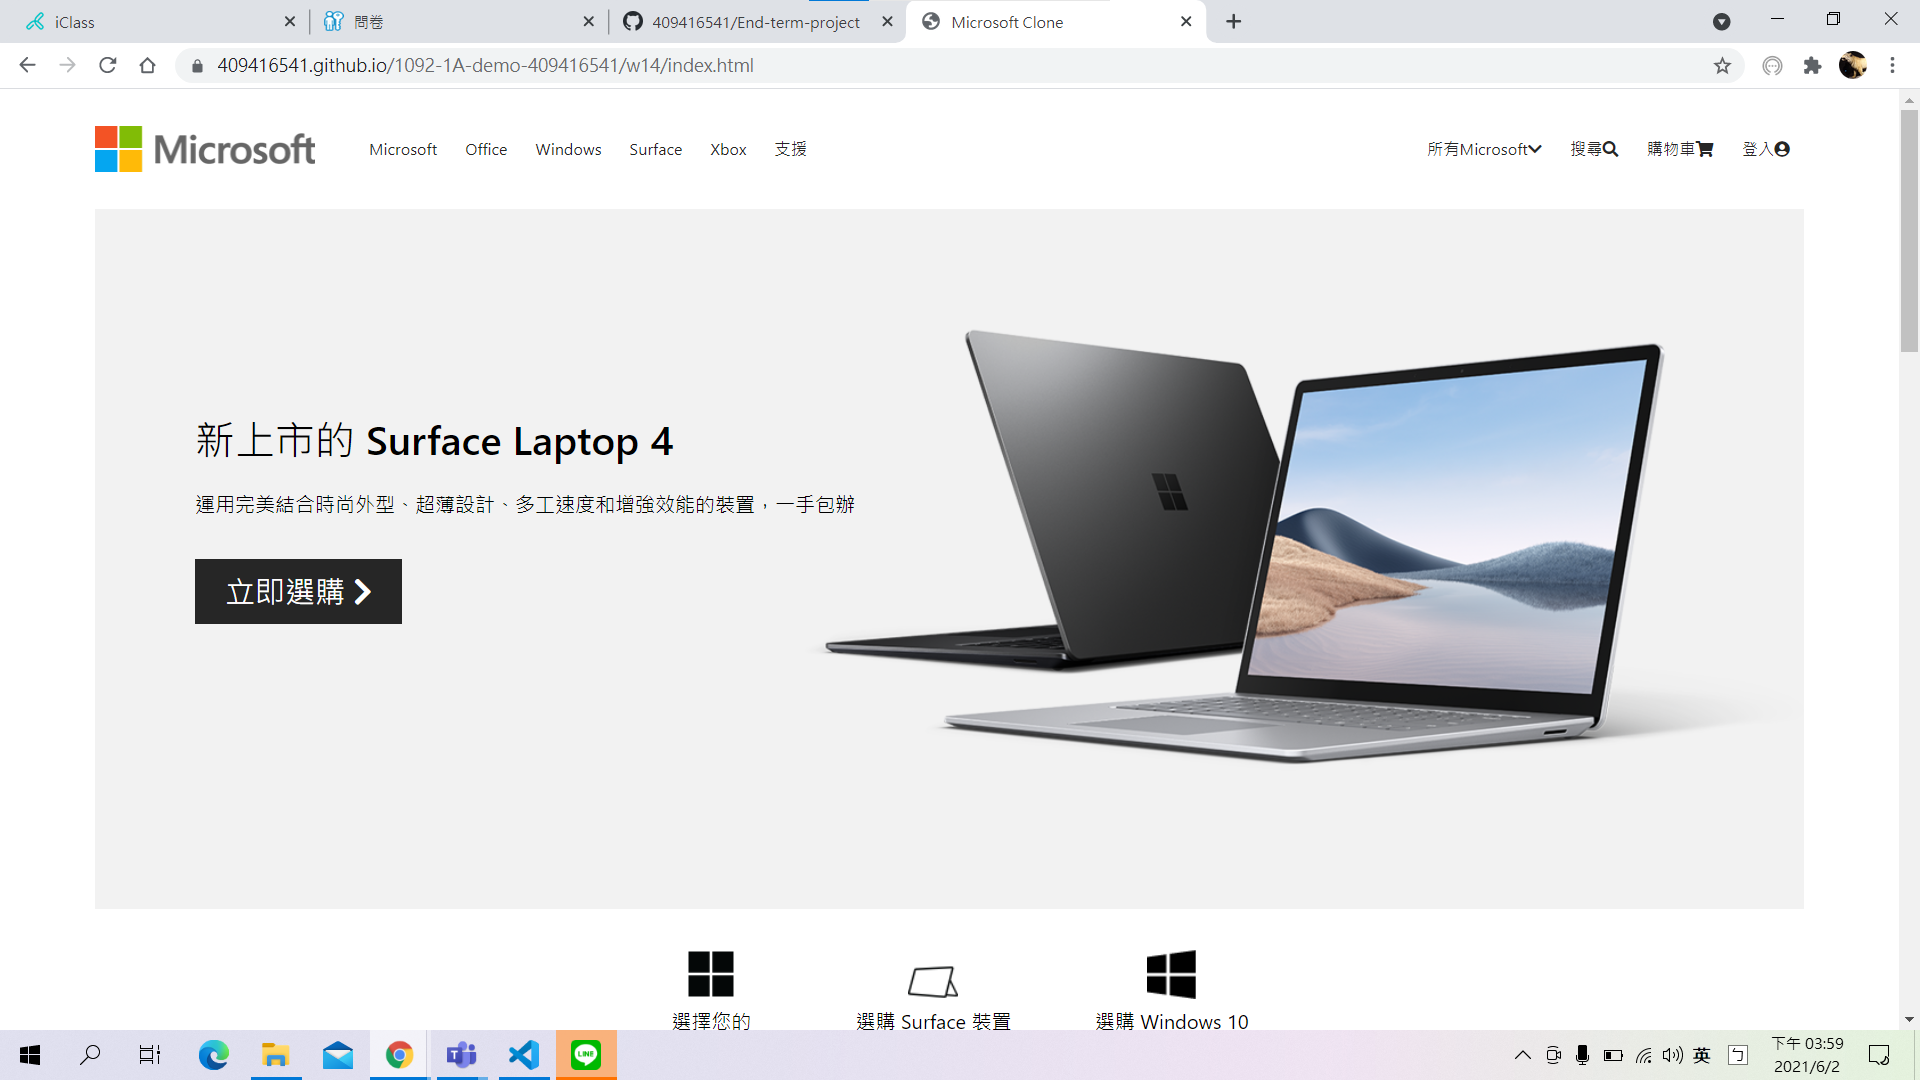 iClass
問卷
409416541/End-term-project
Microsoft Clone
409416541.github.io/1092-1A-demo-409416541/w14/index.html
Microsoft
Microsoft Office Windows Surface Xbox 支援
所有Microsoft 搜尋 購物車 登入
新上市的 Surface Laptop 4
運用完美結合時尚外型、超薄設計、多工速度和增強效能的裝置，一手包辦
立即選購
選擇您的
選購 Surface 裝置
選購 Windows 10
LINE
英
ㄅ
下午 03:59
2021/6/2